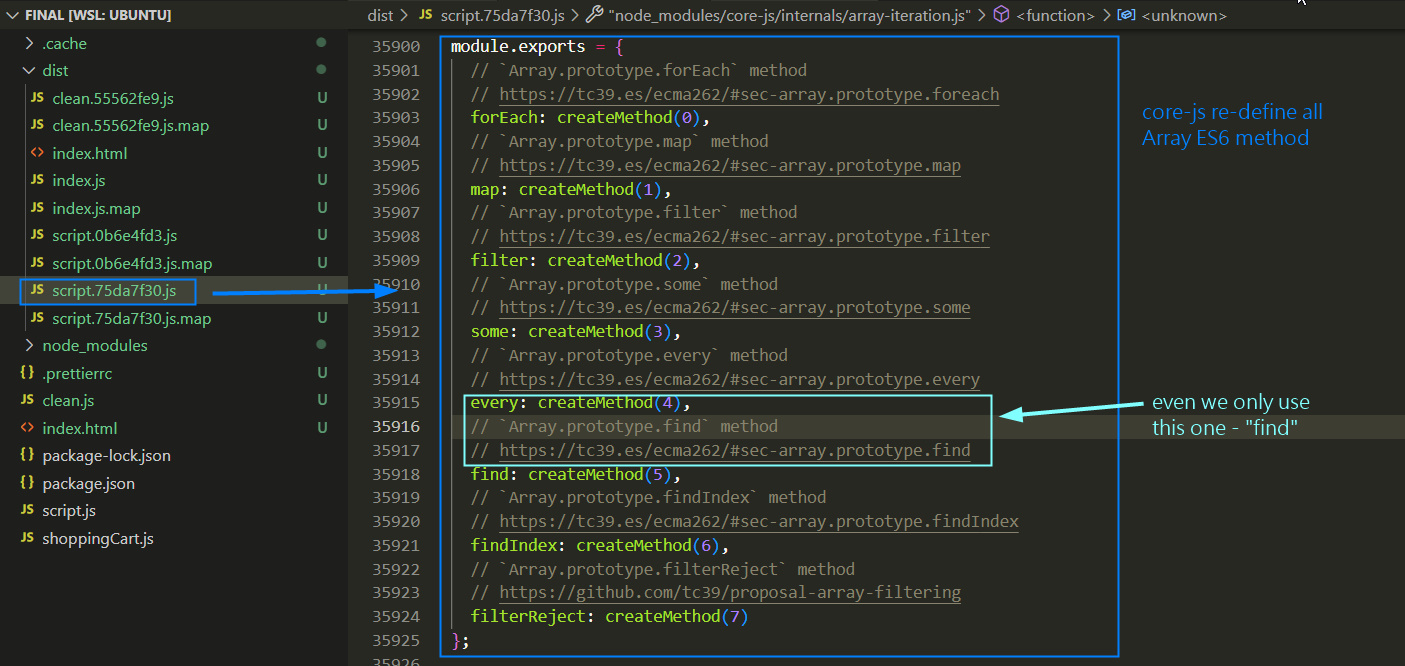 FINAL [WSL: UBUNTU]
.cache
dist
JS clean.55562fe9.js U
JS clean.55562fe9.js.map U
<> index.html U
JS index.js U
JS index.js.map U
JS script.0b6e4fd3.js U
JS script.0b6e4fd3.js.map U
JS script.75da7f30.js U
JS script.75da7f30.js.map U
node_modules
{} .prettierrc U
JS clean.js U
<> index.html U
{} package-lock.json
{} package.json
JS script.js
JS shoppingCart.js
dist > JS script.75da7f30.js > "node_modules/core-js/internals/array-iteration.js" > <function> > <unknown>
35900 module.exports = {
35901 // `Array.prototype.forEach` method
35902 // https://tc39.es/ecma262/#sec-array.prototype.foreach
35903 forEach: createMethod(0),
35904 // `Array.prototype.map` method
35905 // https://tc39.es/ecma262/#sec-array.prototype.map
35906 map: createMethod(1),
35907 // `Array.prototype.filter` method
35908 // https://tc39.es/ecma262/#sec-array.prototype.filter
35909 filter: createMethod(2),
35910 // `Array.prototype.some` method
35911 // https://tc39.es/ecma262/#sec-array.prototype.some
35912 some: createMethod(3),
35913 // `Array.prototype.every` method
35914 // https://tc39.es/ecma262/#sec-array.prototype.every
35915 every: createMethod(4),
35916 // `Array.prototype.find` method
35917 // https://tc39.es/ecma262/#sec-array.prototype.find
35918 find: createMethod(5),
35919 // `Array.prototype.findIndex` method
35920 // https://tc39.es/ecma262/#sec-array.prototype.findIndex
35921 findIndex: createMethod(6),
35922 // `Array.prototype.filterReject` method
35923 // https://github.com/tc39/proposal-array-filtering
35924 filterReject: createMethod(7)
35925 };
35926
core-js re-define all
Array ES6 method
even we only use
this one - "find"